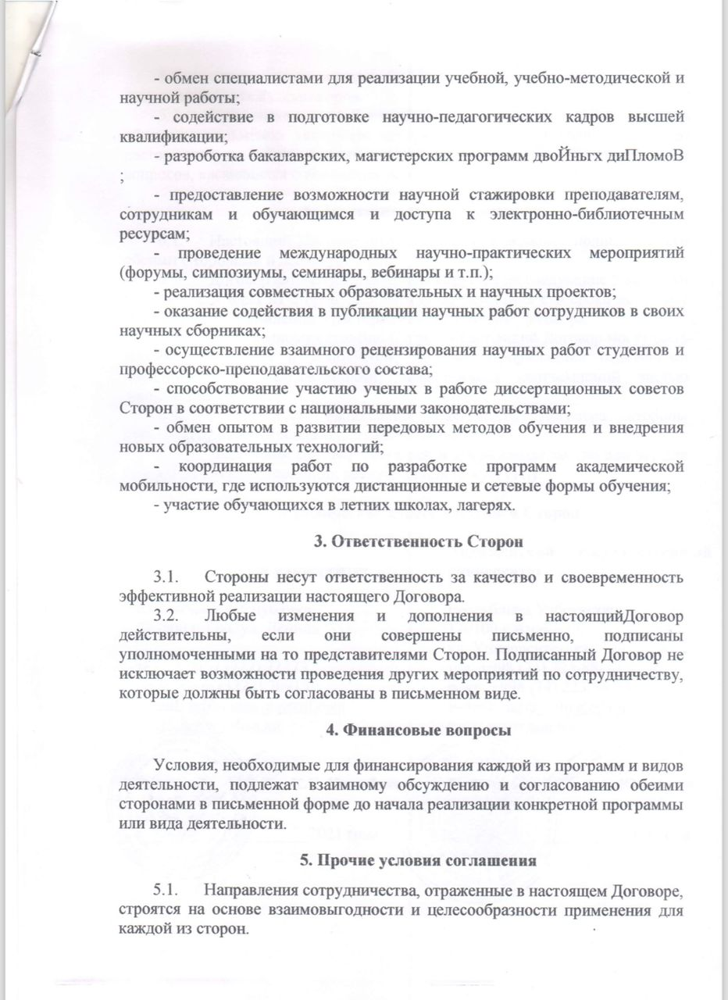 - обмен специалистами для реализации учебной, учебно-методической и
научной работы;
- содействие в подготовке научно-педагогических кадров высшей
квалификации;
- разроботка бакалаврских, магистерских программ двоЙньгх диПломоВ
;
- предоставление возможности научной стажировки преподавателям,
сотрудникам и обучающимся и доступа к электронно-библиотечным
ресурсам;
- проведение международных научно-практических мероприятий
(форумы, симпозиумы, семинары, вебинары и т.п.);
- реализация совместных образовательных и научных проектов;
- оказание содействия в публикации научных работ сотрудников в своих
научных сборниках;
- осуществление взаимного рецензирования научных работ студентов и
профессорско-преподавательского состава;
- способствование участию ученых в работе диссертационных советов
Сторон в соответствии с национальными законодательствами;
- обмен опытом в развитии передовых методов обучения и внедрения
новых образовательных технологий;
- координация работ по разработке программ академической
мобильности, где используются дистанционные и сетевые формы обучения;
- участие обучающихся в летних школах, лагерях.
3. Ответственность Сторон
3.1. Стороны несут ответственность за качество и своевременность
эффективной реализации настоящего Договора.
3.2. Любые изменения и дополнения в настоящийДоговор
действительны, если они совершены письменно, подписаны
уполномоченными на то представителями Сторон. Подписанный Договор не
исключает возможности проведения других мероприятий по сотрудничеству,
которые должны быть согласованы в письменном виде.
4. Финансовые вопросы
Условия, необходимые для финансирования каждой из программ и видов
деятельности, подлежат взаимному обсуждению и согласованию обеими
сторонами в письменной форме до начала реализации конкретной программы
или вида деятельности.
5. Прочие условия соглашения
5.1. Направления сотрудничества, отраженные в настоящем Договоре,
строятся на основе взаимовыгодности и целесообразности применения для
каждой из сторон.